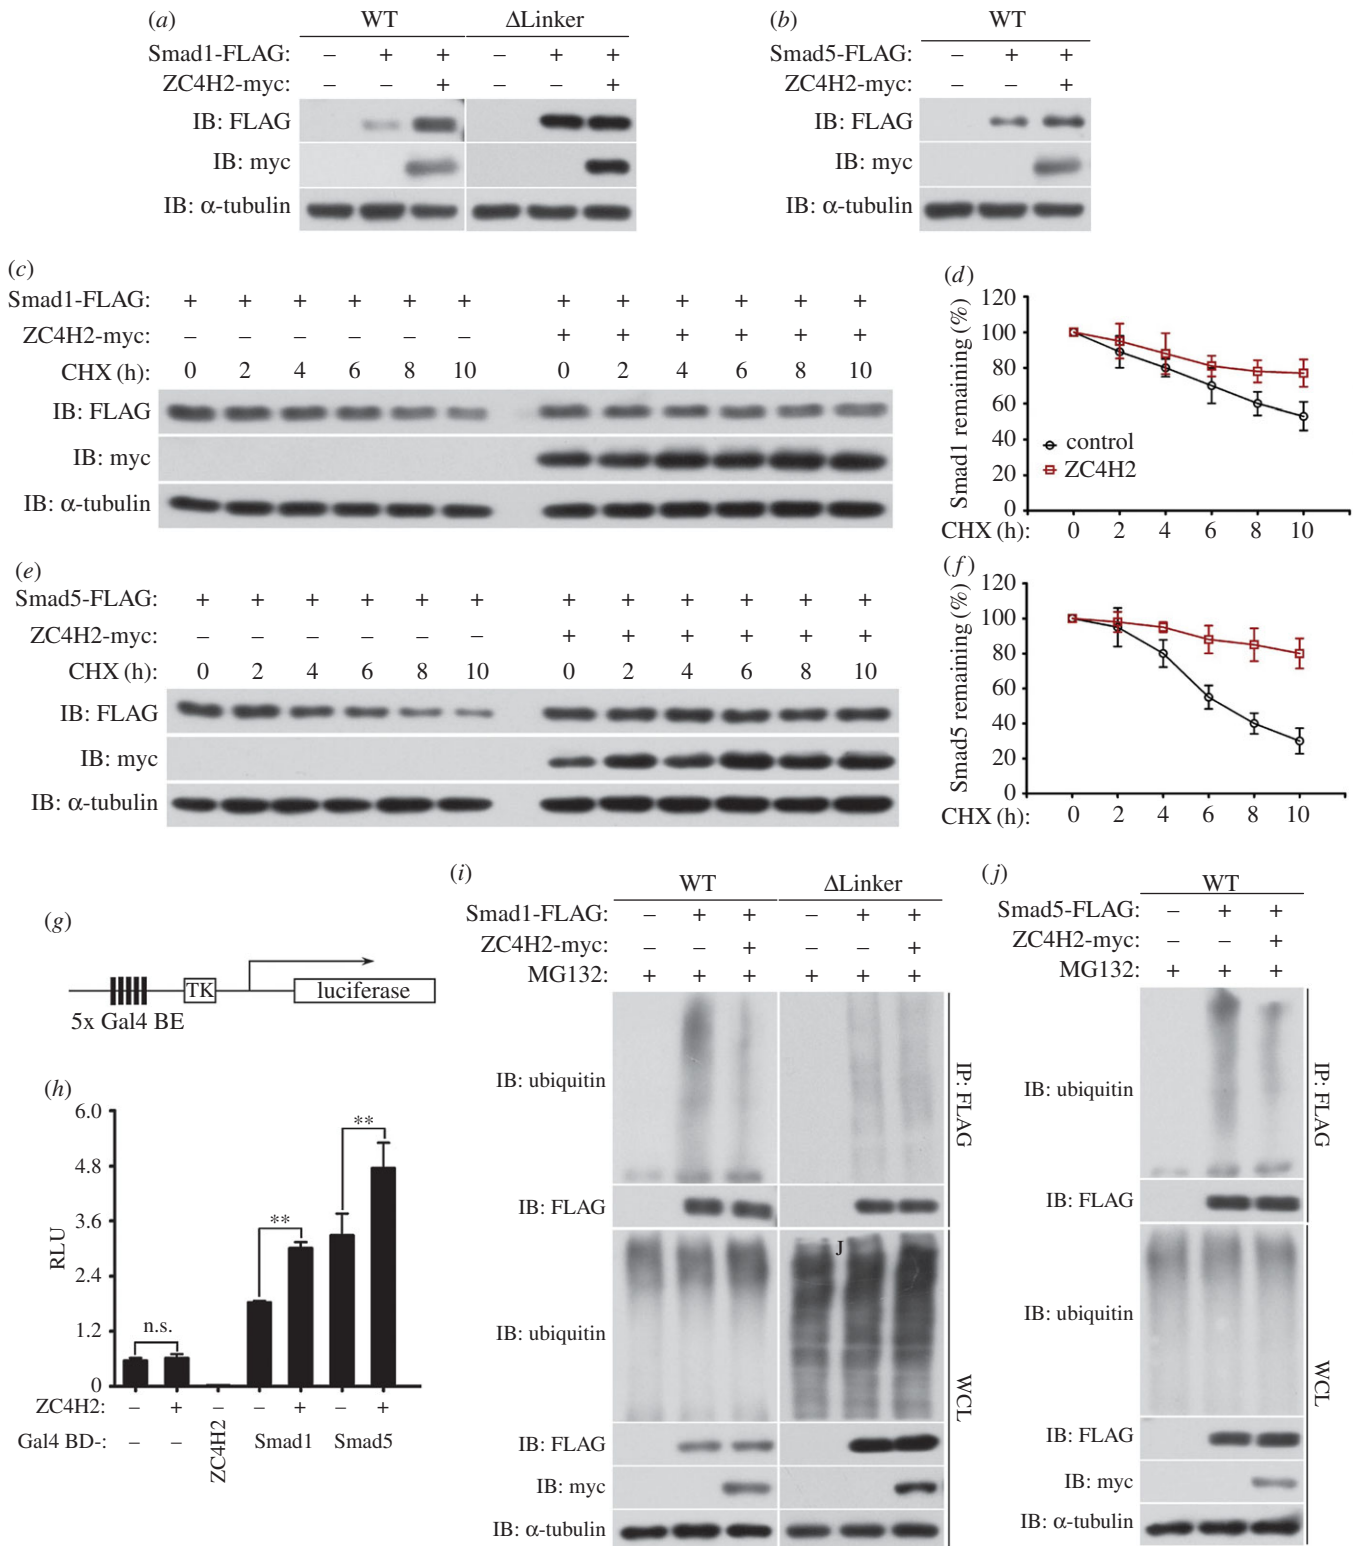 (a)
WT ΔLinker
Smad1-FLAG: – + + – + +
ZC4H2-myc: – – + – – +
IB: FLAG
IB: myc
IB: α-tubulin
(b)
WT
Smad5-FLAG: – + +
ZC4H2-myc: – – +
IB: FLAG
IB: myc
IB: α-tubulin
(c)
Smad1-FLAG: + + + + + + + + + + + +
ZC4H2-myc: – – – – – – + + + + + +
CHX (h): 0 2 4 6 8 10 0 2 4 6 8 10
IB: FLAG
IB: myc
IB: α-tubulin
(d)
Smad1 remaining (%)
120
100
80
60
40
20
0
control
ZC4H2
CHX (h): 0 2 4 6 8 10
(e)
Smad5-FLAG: + + + + + + + + + + + +
ZC4H2-myc: – – – – – – + + + + + +
CHX (h): 0 2 4 6 8 10 0 2 4 6 8 10
IB: FLAG
IB: myc
IB: α-tubulin
(f)
Smad5 remaining (%)
120
100
80
60
40
20
0
CHX (h): 0 2 4 6 8 10
(g)
TK luciferase
5x Gal4 BE
(h)
RLU
6.0
4.8
3.6
2.4
1.2
0
n.s.
**
**
ZC4H2: – + – + – +
Gal4 BD-: – – ZC4H2 Smad1 Smad5
(i)
WT ΔLinker
Smad1-FLAG: – + + – + +
ZC4H2-myc: – – + – – +
MG132: + + + + + +
IB: ubiquitin
IB: FLAG
IP: FLAG
J
IB: ubiquitin
IB: FLAG
IB: myc
IB: α-tubulin
WCL
(j)
WT
Smad5-FLAG: – + +
ZC4H2-myc: – – +
MG132: + + +
IB: ubiquitin
IB: FLAG
IP: FLAG
IB: ubiquitin
IB: FLAG
IB: myc
IB: α-tubulin
WCL